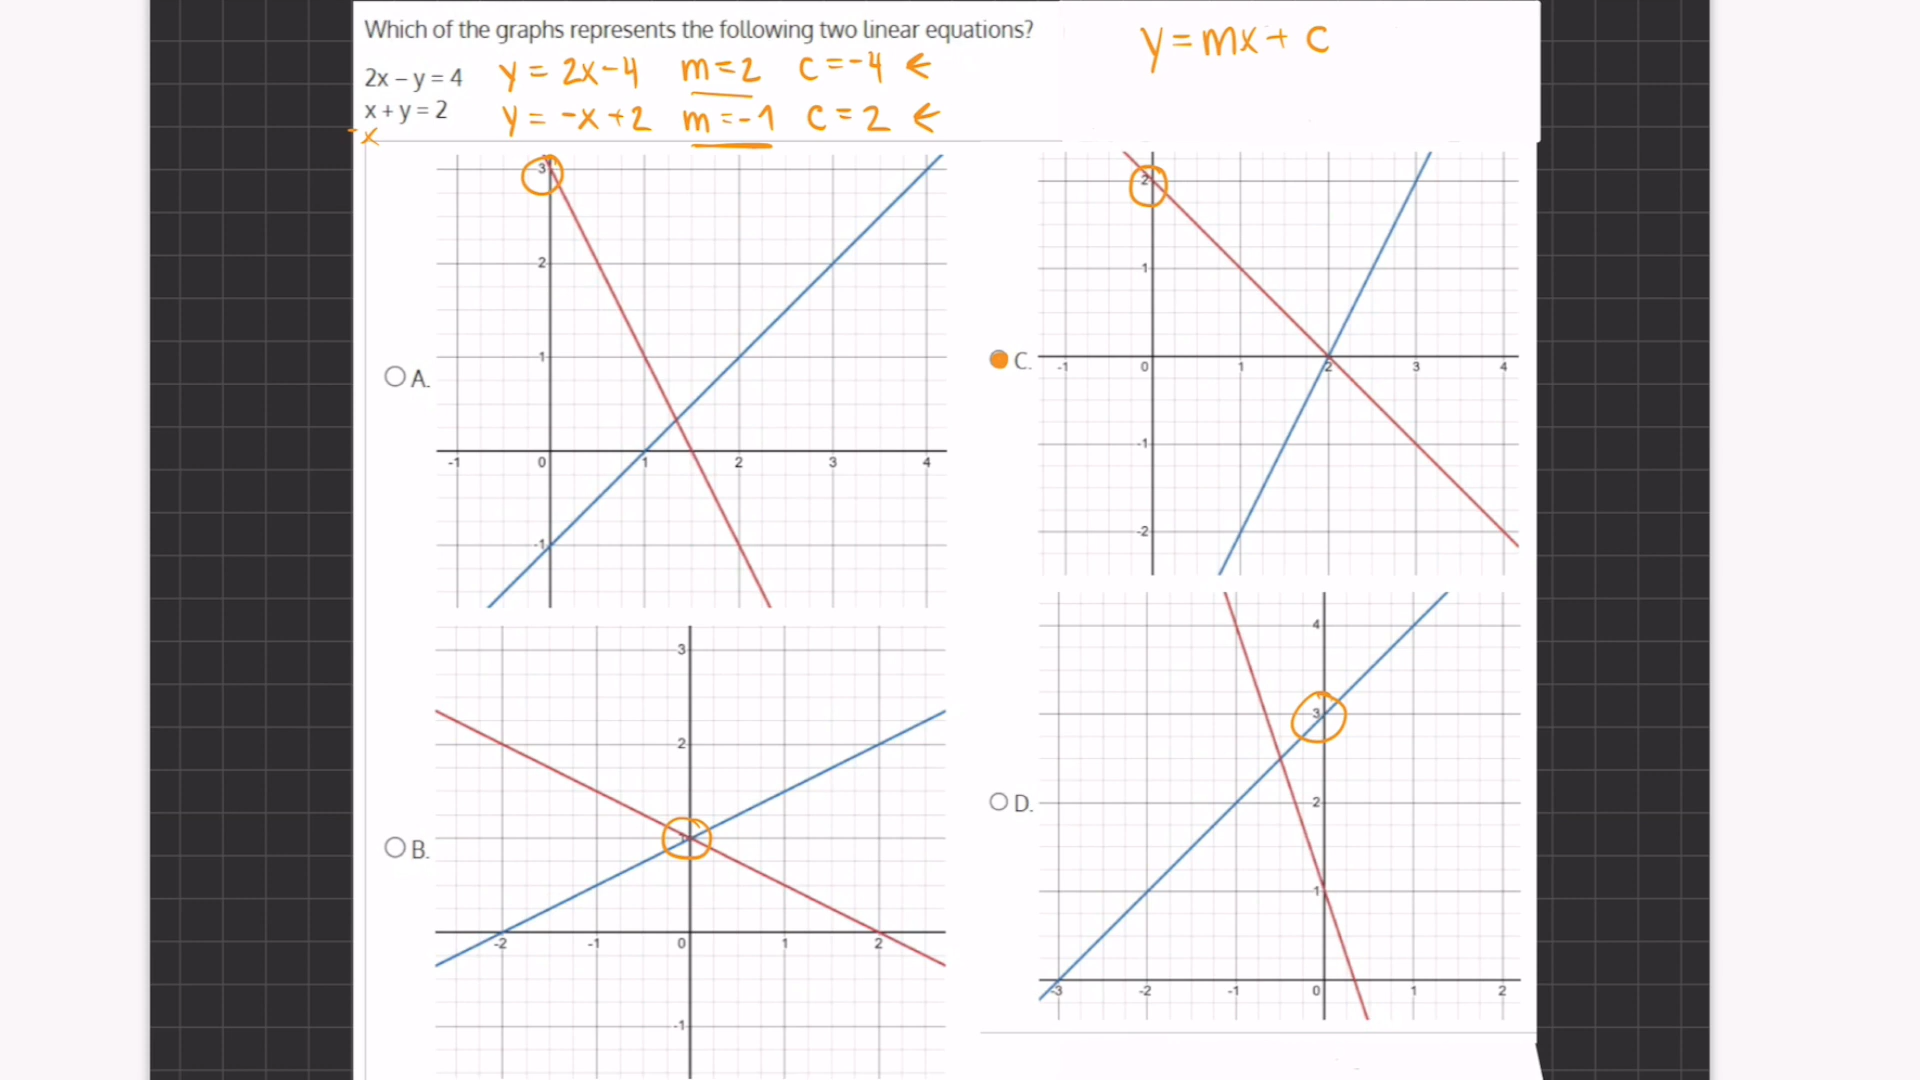 Which of the graphs represents the following two linear equations?
y = mx + c
2x – y = 4 y = 2x - 4 m = 2 c = -4 ←
x + y = 2 y = -x + 2 m = -1 c = 2 ←
-x
A.
3
2
1
-1 0 1 2 3 4
-1
C.
2
1
-1 0 1 2 3 4
-1
-2
B.
3
2
1
-2 -1 0 1 2
-1
D.
4
3
2
1
-3 -2 -1 0 1 2